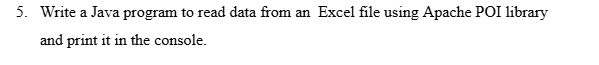 5. Write a Java program to read data from an Excel file using Apache POI library
and print it in the console.